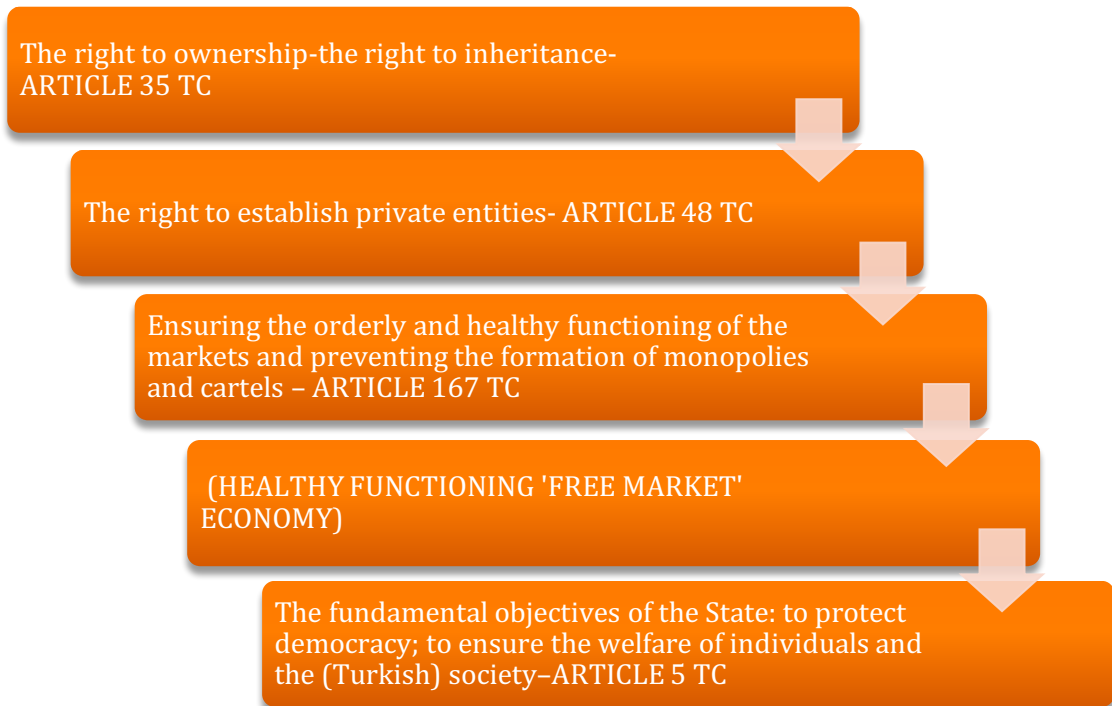 The right to ownership-the right to inheritance-
ARTICLE 35 TC
The right to establish private entities- ARTICLE 48 TC
Ensuring the orderly and healthy functioning of the
markets and preventing the formation of monopolies
and cartels – ARTICLE 167 TC
(HEALTHY FUNCTIONING 'FREE MARKET'
ECONOMY)
The fundamental objectives of the State: to protect
democracy; to ensure the welfare of individuals and
the (Turkish) society–ARTICLE 5 TC